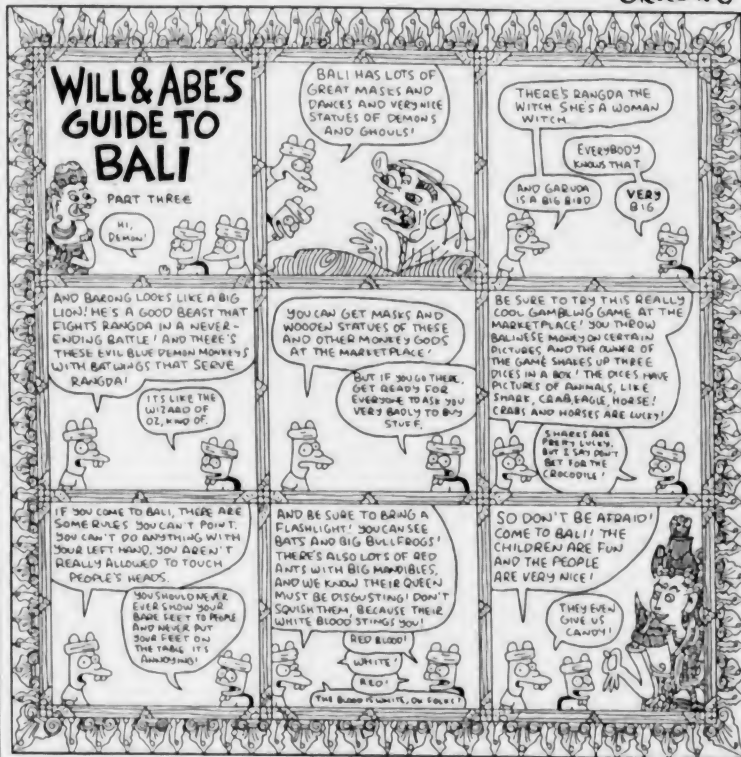 WILL & ABE'S
GUIDE TO
BALI
PART THREE
HI,
DEMON!
BALI HAS LOTS OF
GREAT MASKS AND
DANCES AND VERY NICE
STATUES OF DEMONS
AND GHOULS!
THERE'S RANGDA THE
WITCH. SHE'S A WOMAN
WITCH.
EVERYBODY
KNOWS THAT
AND GARUDA
IS A BIG BIRD
VERY
BIG
AND BARONG LOOKS LIKE A BIG
LION! HE'S A GOOD BEAST THAT
FIGHTS RANGDA IN A NEVER-
ENDING BATTLE! AND THERE'S
THESE EVIL BLUE DEMON MONKEYS
WITH BAT WINGS THAT SERVE
RANGDA!
IT'S LIKE THE
WIZARD OF
OZ, KIND OF.
YOU CAN GET MASKS AND
WOODEN STATUES OF THESE
AND OTHER MONKEY GODS
AT THE MARKETPLACE!
BUT IF YOU GO THERE,
GET READY FOR
EVERYONE TO ASK YOU
VERY BADLY TO BUY
STUFF.
BE SURE TO TRY THIS REALLY
COOL GAMBLING GAME AT THE
MARKETPLACE! YOU THROW
BALINESE MONEY ON CERTAIN
PICTURES AND THE OWNER OF
THE GAME SHAKES UP THREE
DICES IN A BOX! THE DICES HAVE
PICTURES OF ANIMALS, LIKE
SHARK, CRAB, EAGLE, HORSE!
CRABS AND HORSES ARE LUCKY!
SHARKS ARE
PRETTY LUCKY,
BUT I SAY DON'T
BET FOR THE
CROCODILE!
IF YOU COME TO BALI, THERE ARE
SOME RULES YOU CAN'T POINT.
YOU CAN'T DO ANYTHING WITH
YOUR LEFT HAND. YOU AREN'T
REALLY ALLOWED TO TOUCH
PEOPLE'S HEADS.
YOU SHOULD NEVER
EVER SHOW YOUR
BARE FEET TO PEOPLE
AND NEVER PUT
YOUR FEET ON
THE TABLE IT'S
ANNOYING!
AND BE SURE TO BRING A
FLASHLIGHT! YOU CAN SEE
BATS AND BIG BULLFROGS!
THERE'S ALSO LOTS OF RED
ANTS WITH BIG MANDIBLES,
AND WE KNOW THEIR QUEEN
MUST BE DISGUSTING! DON'T
SQUISH THEM, BECAUSE THEIR
WHITE BLOOD STINGS YOU!
RED BLOOD!
WHITE!
RED!
THE BLOOD IS WHITE, OK FOLKS!
SO DON'T BE AFRAID!
COME TO BALI! THE
CHILDREN ARE FUN
AND THE PEOPLE
ARE VERY NICE!
THEY EVEN
GIVE US
CANDY!